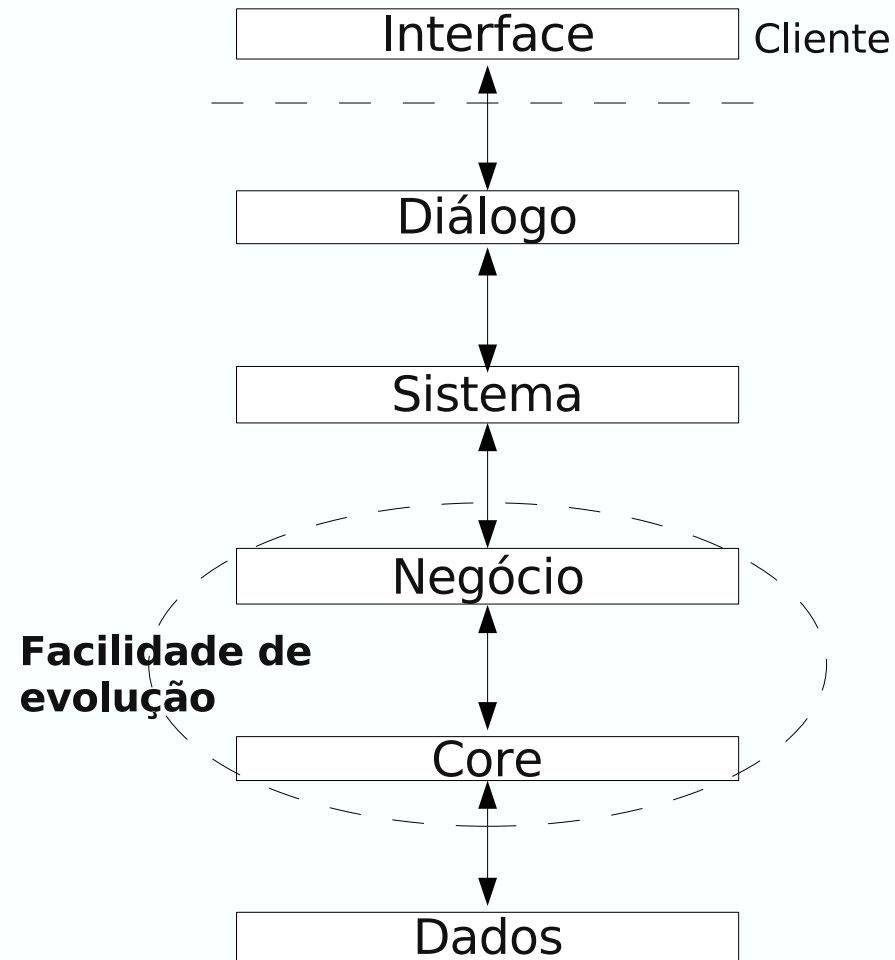 Interface
Cliente
Diálogo
Sistema
Negócio
Facilidade de
evolução
Core
Dados